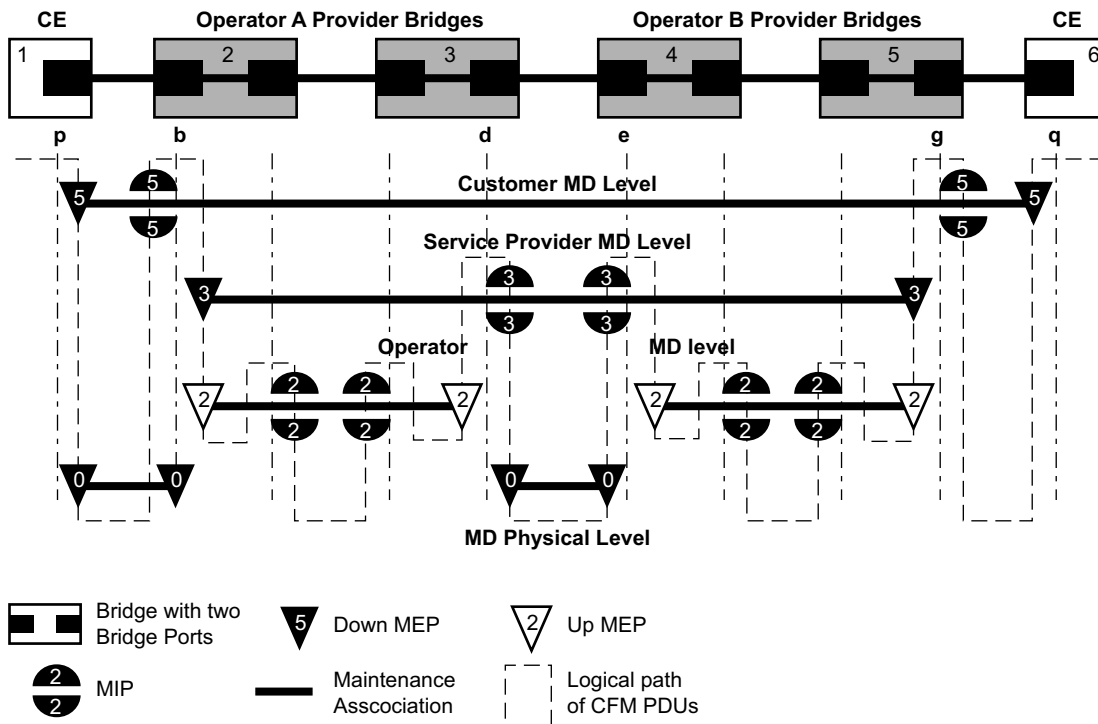 CE Operator A Provider Bridges Operator B Provider Bridges CE
1 2 3 4 5 6
p b d e g q
5 5 5 5
Customer MD Level
5 5
Service Provider MD Level
3 3 3 3
3 3
Operator MD level
2 2 2 2 2 2 2 2
2 2 2 2
0 0 0 0
MD Physical Level
Bridge with two
Bridge Ports
5 Down MEP
2 Up MEP
2
2
MIP
Maintenance
Asscociation
Logical path
of CFM PDUs